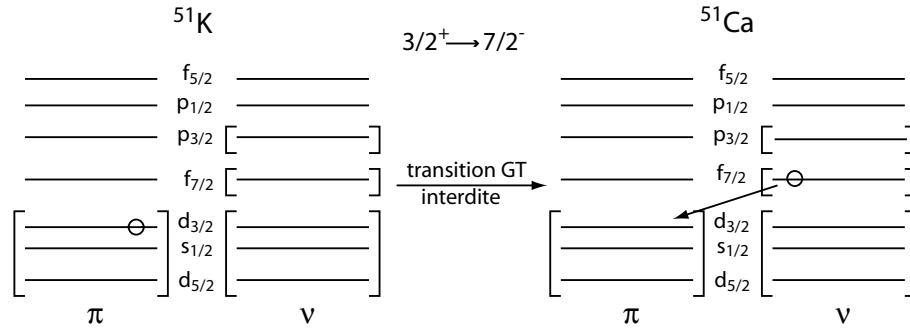 51K
3/2+ → 7/2-
51Ca
f5/2
p1/2
p3/2
f7/2
d3/2
s1/2
d5/2
π
ν
transition GT
interdite
f5/2
p1/2
p3/2
f7/2
d3/2
s1/2
d5/2
π
ν